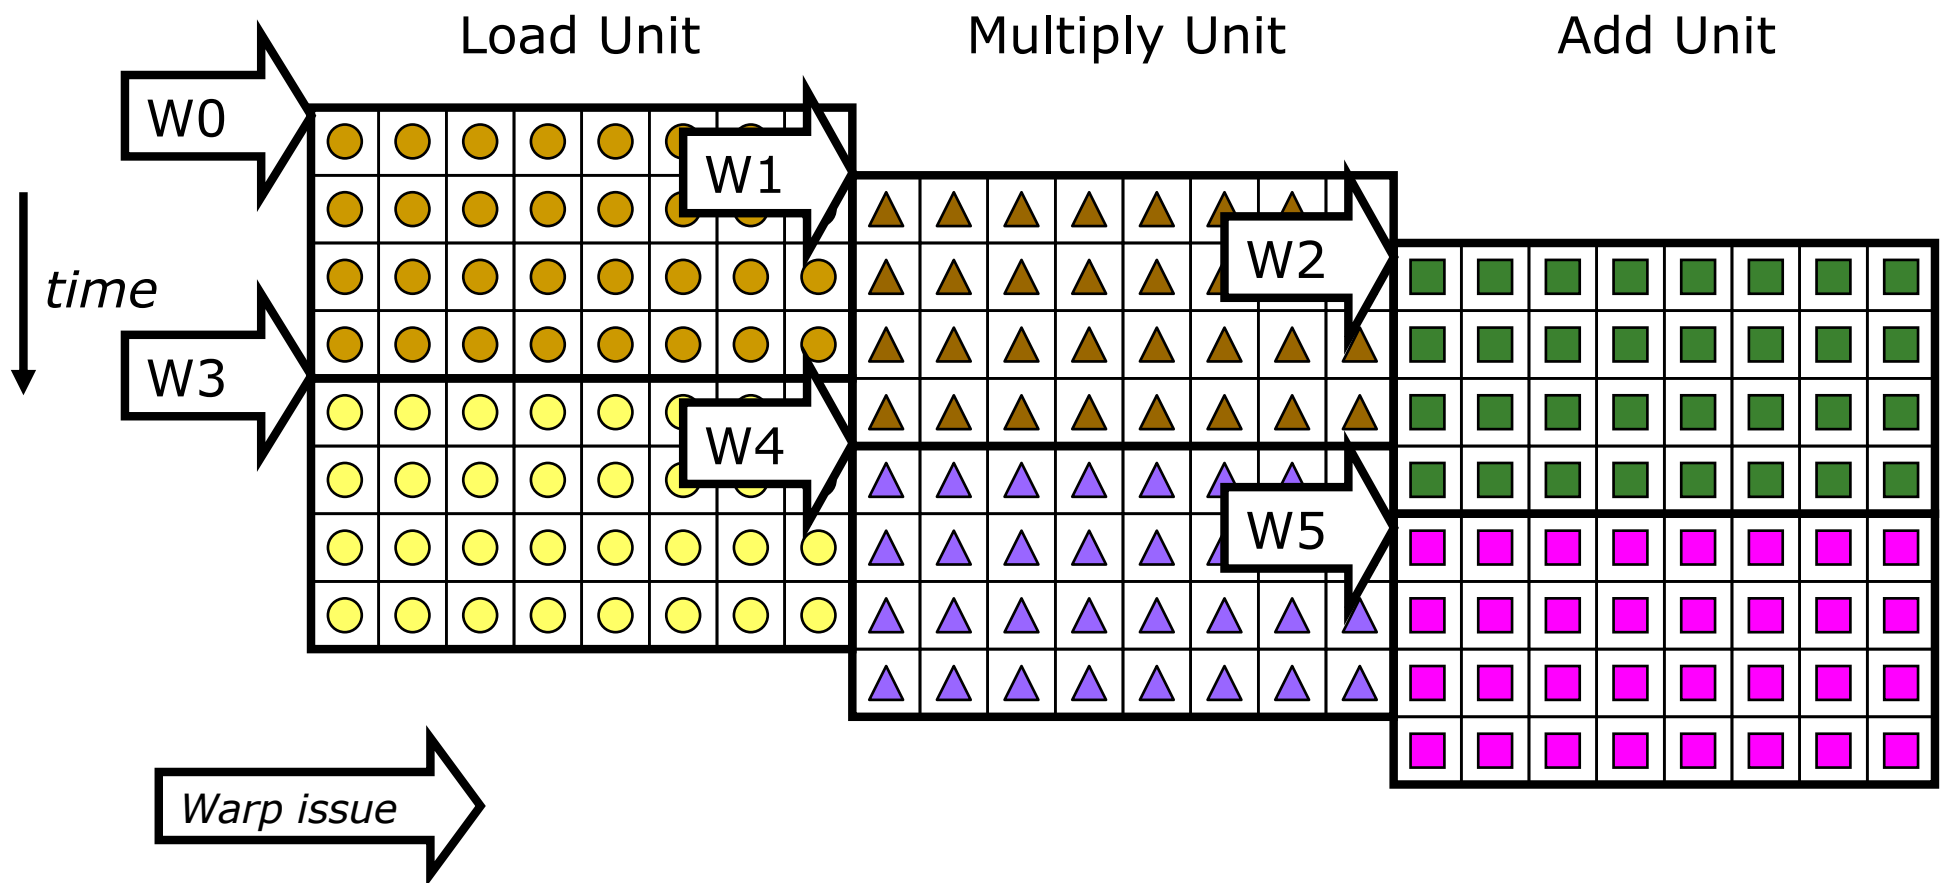 Load Unit
Multiply Unit
Add Unit
W0
W1
W2
time
W3
W4
W5
Warp issue